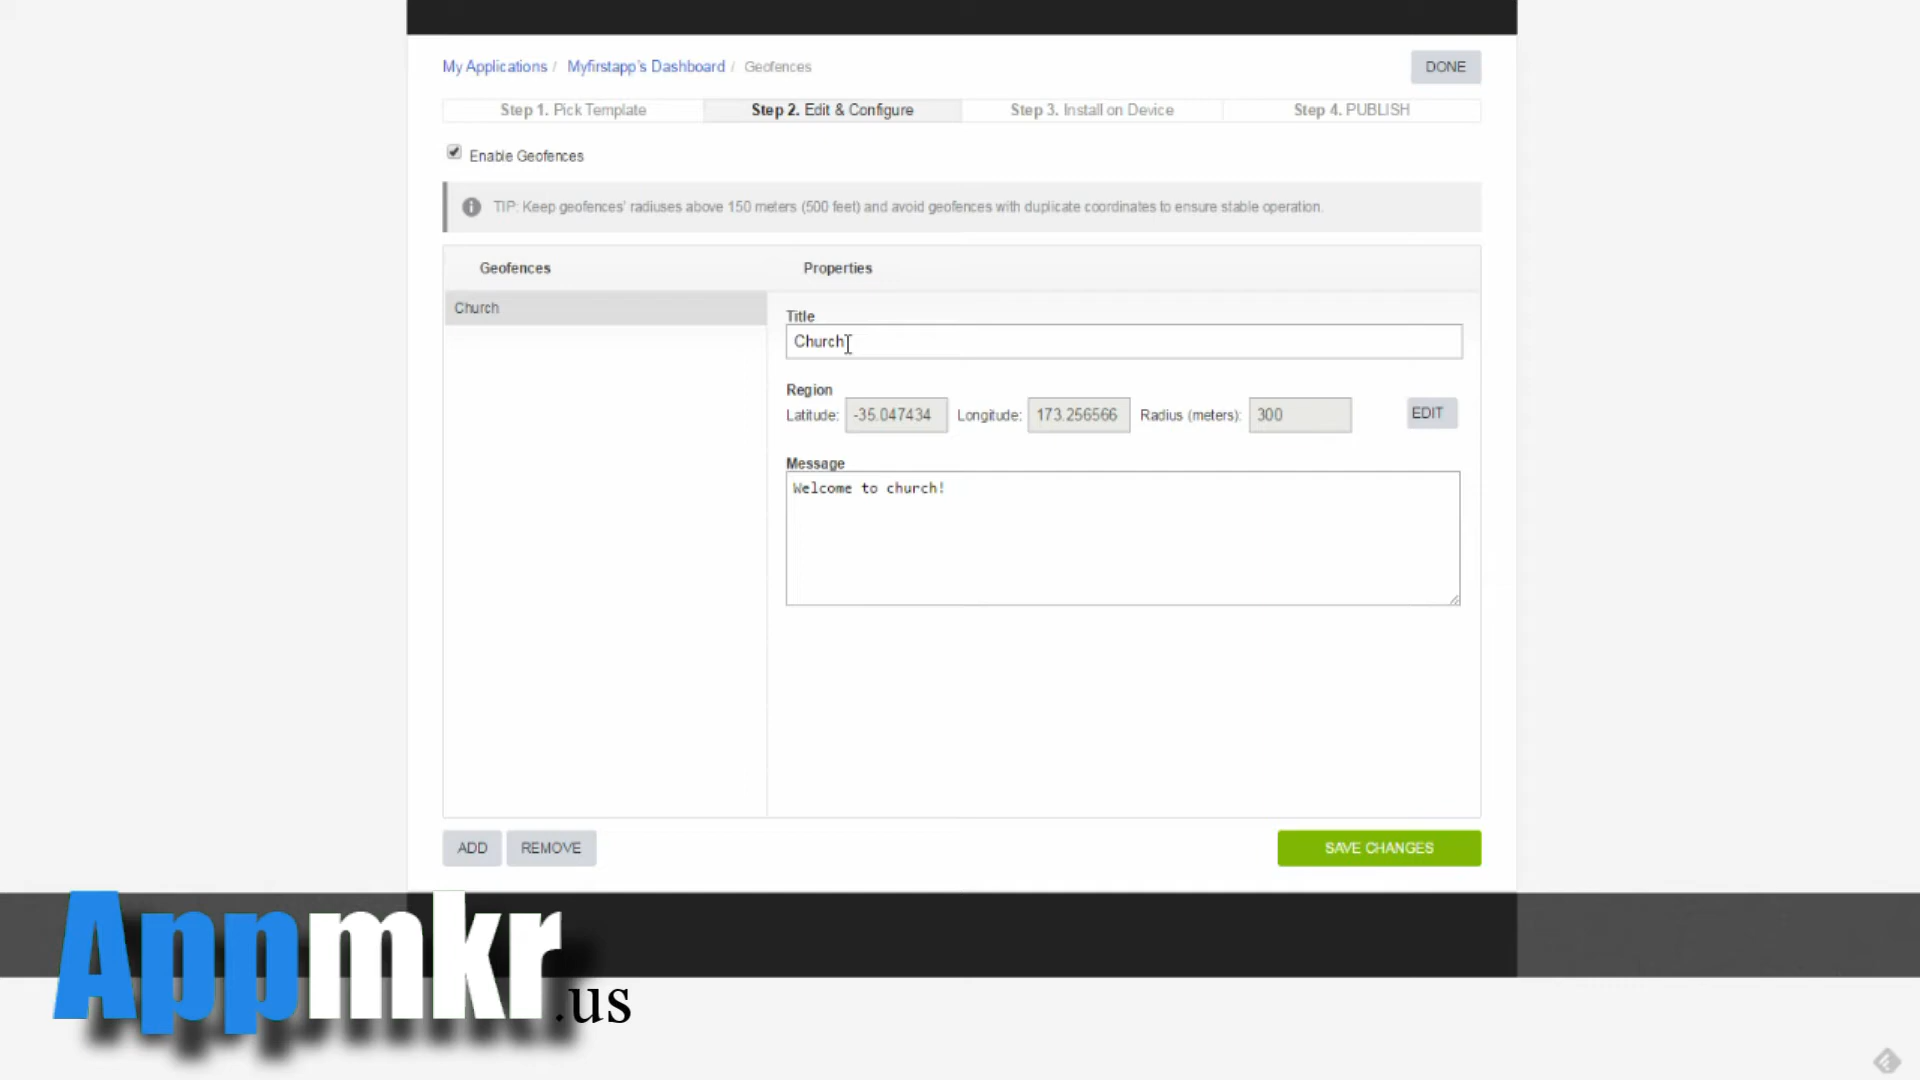 My Applications / Myfirstapp's Dashboard / Geofences
DONE
Step 1. Pick Template
Step 2. Edit & Configure
Step 3. Install on Device
Step 4. PUBLISH
Enable Geofences
TIP: Keep geofences' radiuses above 150 meters (500 feet) and avoid geofences with duplicate coordinates to ensure stable operation.
Geofences
Properties
Church
Title
Church
Region
Latitude: -35.047434 Longitude: 173.256566 Radius (meters): 300
EDIT
Message
Welcome to church!
ADD
REMOVE
SAVE CHANGES
Appmkr.us